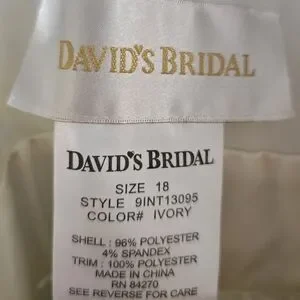 DAVID'S BRIDAL
DAVID'S BRIDAL
SIZE 18
STYLE 9INT13095
COLOR# IVORY
SHELL : 96% POLYESTER
4% SPANDEX
TRIM : 100% POLYESTER
MADE IN CHINA
RN 84270
SEE REVERSE FOR CARE